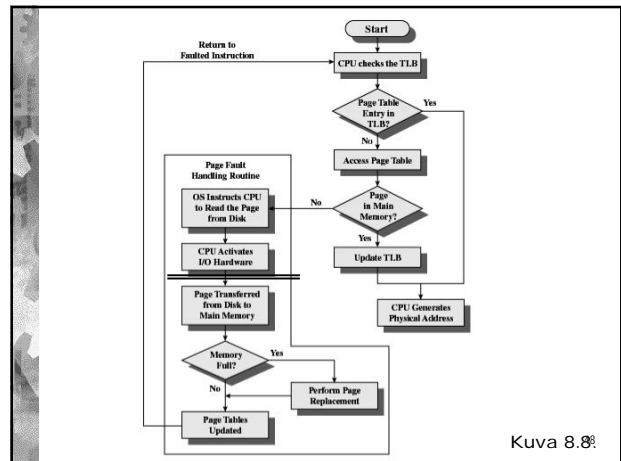 Start
Return to
Faulted Instruction
CPU checks the TLB
Page Table
Entry in
TLB?
Yes
No
Access Page Table
Page Fault
Handling Routine
OS Instructs CPU
to Read the Page
from Disk
No
Page
in Main
Memory?
Yes
CPU Activates
I/O Hardware
Update TLB
Page Transferred
from Disk to
Main Memory
CPU Generates
Physical Address
Memory
Full?
Yes
No
Perform Page
Replacement
Page Tables
Updated
Kuva 8.8.